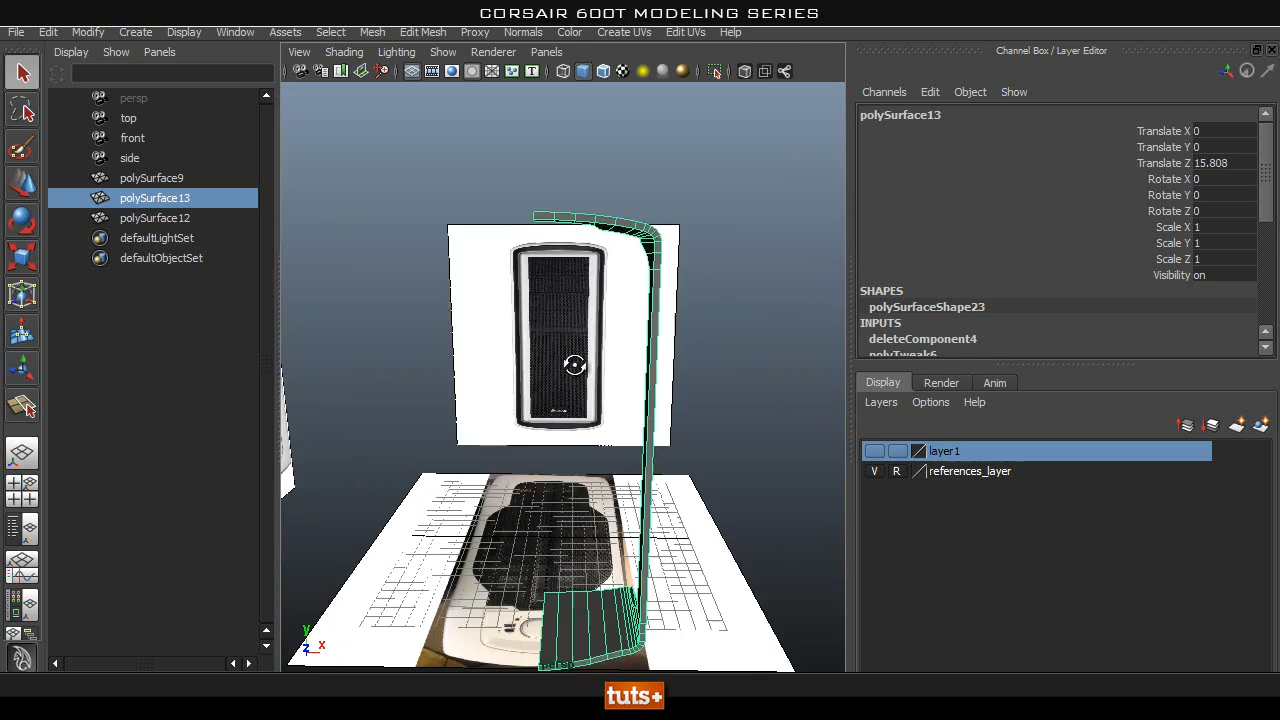 CORSAIR 600T MODELING SERIES
File Edit Modify Create Display Window Assets Select Mesh Edit Mesh Proxy Normals Color Create UVs Edit UVs Help
Display Show Panels
View Shading Lighting Show Renderer Panels
Channel Box / Layer Editor
persp
top
front
side
polySurface9
polySurface13
polySurface12
defaultLightSet
defaultObjectSet
T
y
z x
Channels Edit Object Show
polySurface13
Translate X 0
Translate Y 0
Translate Z 15.808
Rotate X 0
Rotate Y 0
Rotate Z 0
Scale X 1
Scale Y 1
Scale Z 1
Visibility on
SHAPES
polySurfaceShape23
INPUTS
deleteComponent4
polyTweak6
Display Render Anim
Layers Options Help
layer1
V R references_layer
tuts+